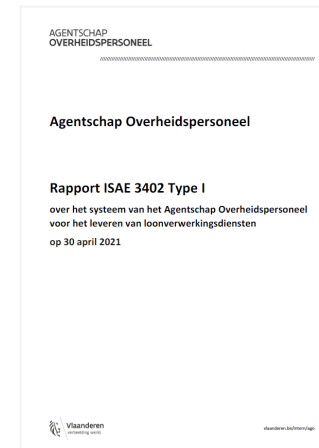 AGENTSCHAP
OVERHEIDSPERSONEEL
Agentschap Overheidspersoneel
Rapport ISAE 3402 Type I
over het systeem van het Agentschap Overheidspersoneel
voor het leveren van loonverwerkingsdiensten
op 30 april 2021
Vlaanderen
verbeelding werkt
vlaanderen.be/intern/ago